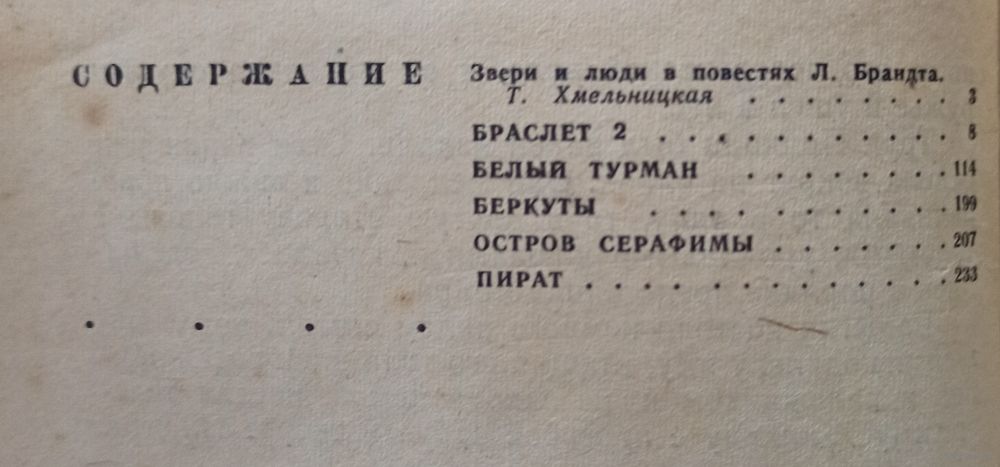 СОДЕРЖАНИЕ
Звери и люди в повестях Л. Брандта.
Т. Хмельницкая . . . . . . . . 3
БРАСЛЕТ 2 . . . . . . . . . . . 8
БЕЛЫЙ ТУРМАН . . . . . . . . 114
БЕРКУТЫ . . . . . . . . . . . 199
ОСТРОВ СЕРАФИМЫ . . . . . . . 207
ПИРАТ . . . . . . . . . . . . . 233